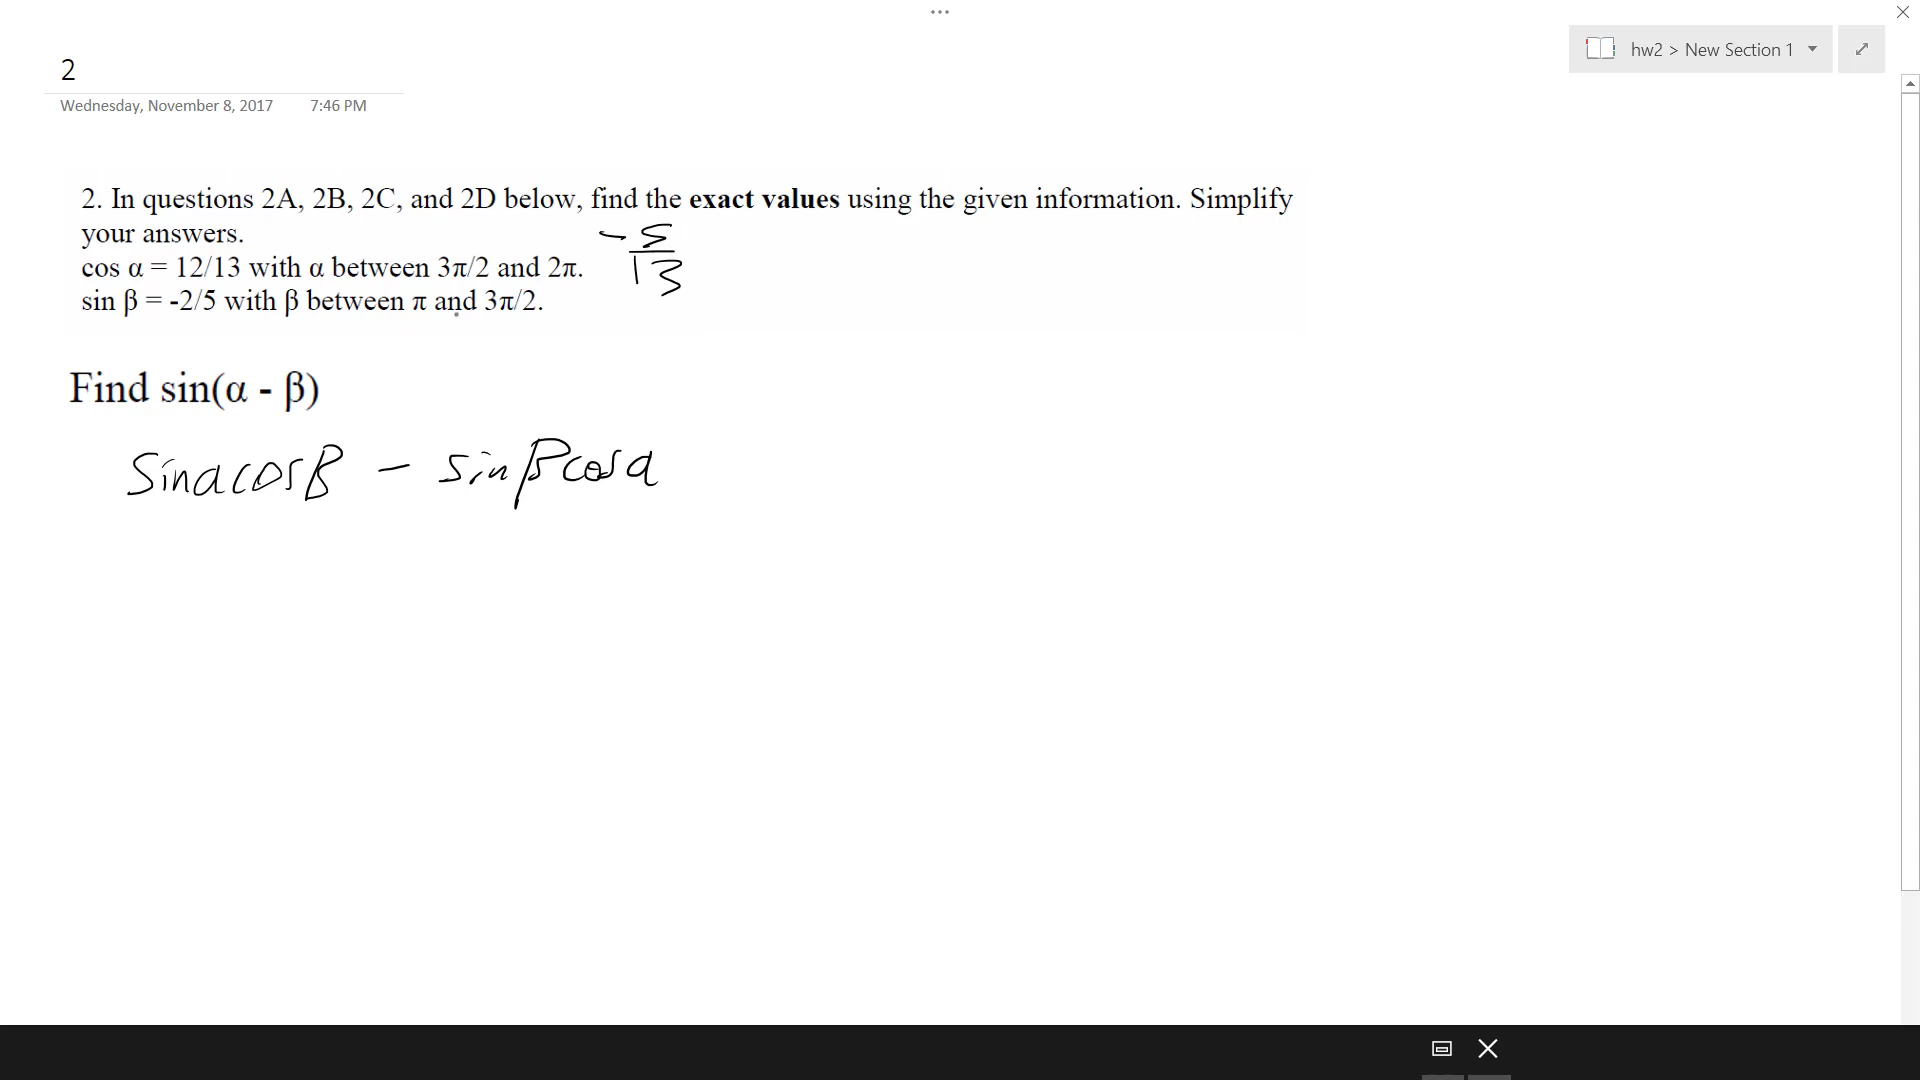 ...
hw2 > New Section 1
2
Wednesday, November 8, 2017 7:46 PM
2. In questions 2A, 2B, 2C, and 2D below, find the exact values using the given information. Simplify
your answers.
cos α = 12/13 with α between 3π/2 and 2π.
-5/13
sin β = -2/5 with β between π and 3π/2.
Find sin(α - β)
sinαcosβ - sinβcosα